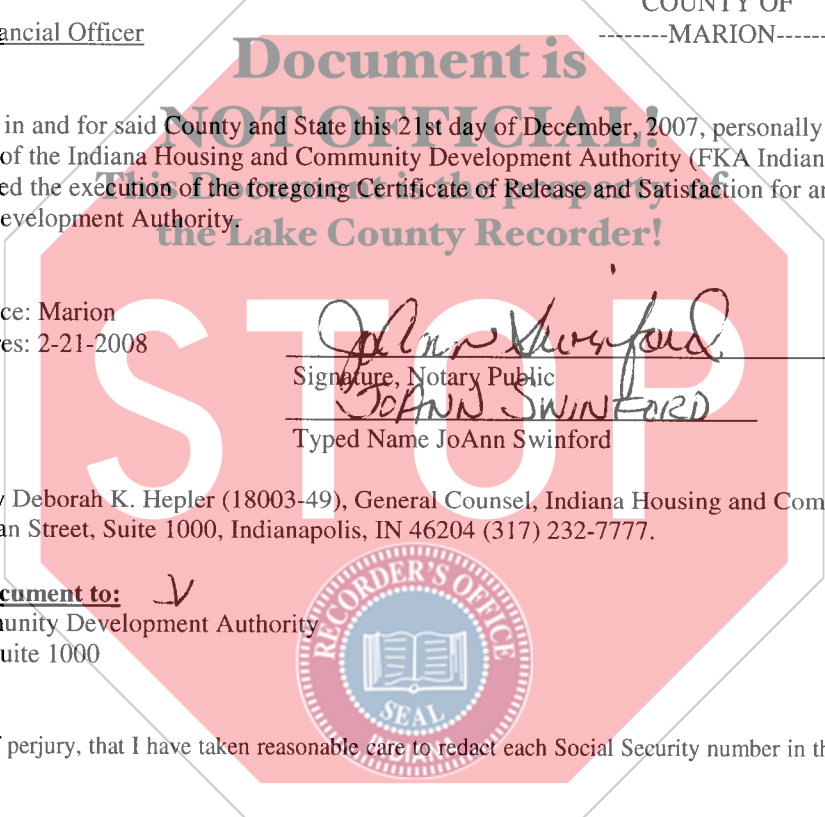 COUNTY OF
ancial Officer
--------MARION------
Document is
NOT OFFICIAL!
in and for said County and State this 21st day of December, 2007, personally
of the Indiana Housing and Community Development Authority (FKA Indian
ed the execution of the foregoing Certificate of Release and Satisfaction for an
This Document is the property of
evelopment Authority.
the Lake County Recorder!
ce: Marion
res: 2-21-2008
STOP
JoAnn Swinford
Signature, Notary Public
JOANN SWINFORD
Typed Name JoAnn Swinford
y Deborah K. Hepler (18003-49), General Counsel, Indiana Housing and Com
an Street, Suite 1000, Indianapolis, IN 46204 (317) 232-7777.
cument to:
unity Development Authority
uite 1000
RECORDER'S OFFICE
SEAL
INDIANA
perjury, that I have taken reasonable care to redact each Social Security number in th